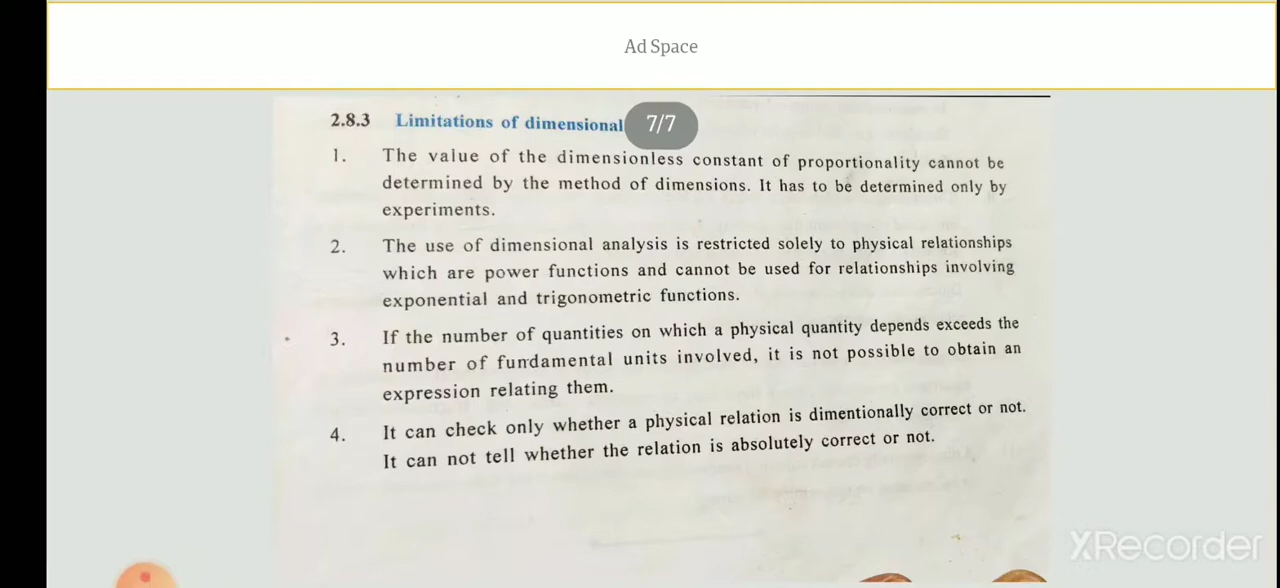 Ad Space
2.8.3 Limitations of dimensional
7/7
1. The value of the dimensionless constant of proportionality cannot be
determined by the method of dimensions. It has to be determined only by
experiments.
2. The use of dimensional analysis is restricted solely to physical relationships
which are power functions and cannot be used for relationships involving
exponential and trigonometric functions.
3. If the number of quantities on which a physical quantity depends exceeds the
number of fundamental units involved, it is not possible to obtain an
expression relating them.
4. It can check only whether a physical relation is dimentionally correct or not.
It can not tell whether the relation is absolutely correct or not.
XRecorder